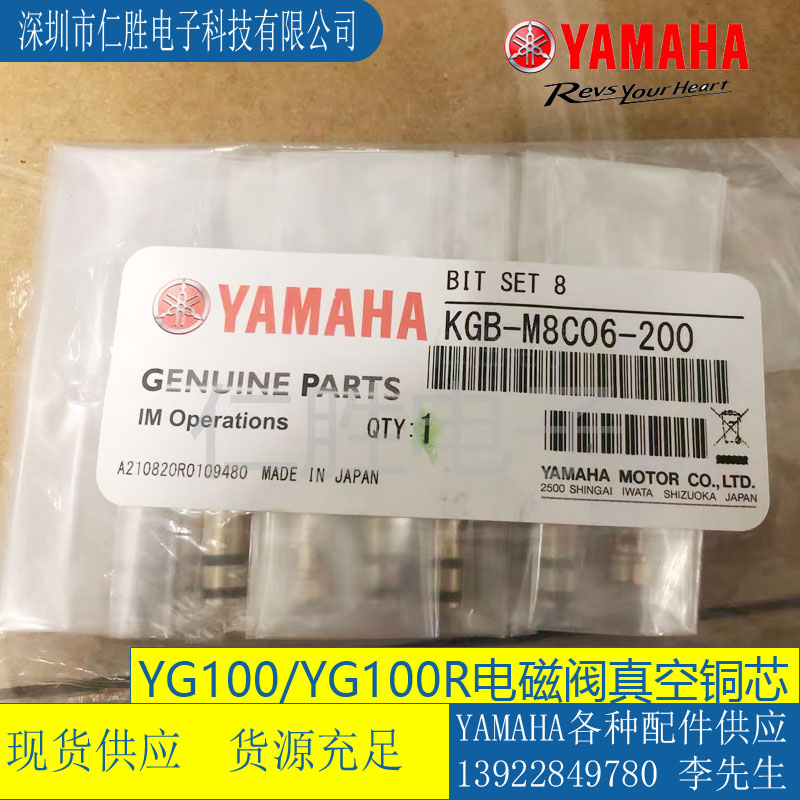 深圳市仁胜电子科技有限公司
YAMAHA
Revs Your Heart
BIT SET 8
YAMAHA
KGB-M8C06-200
GENUINE PARTS
IM Operations
QTY:1
仁胜电子
YAMAHA MOTOR CO.,LTD.
2500 SHINGAI IWATA SHIZUOKA JAPAN
A210820R0109480 MADE IN JAPAN
YG100/YG100R电磁阀真空铜芯
现货供应 货源充足
YAMAHA各种配件供应
13922849780 李先生